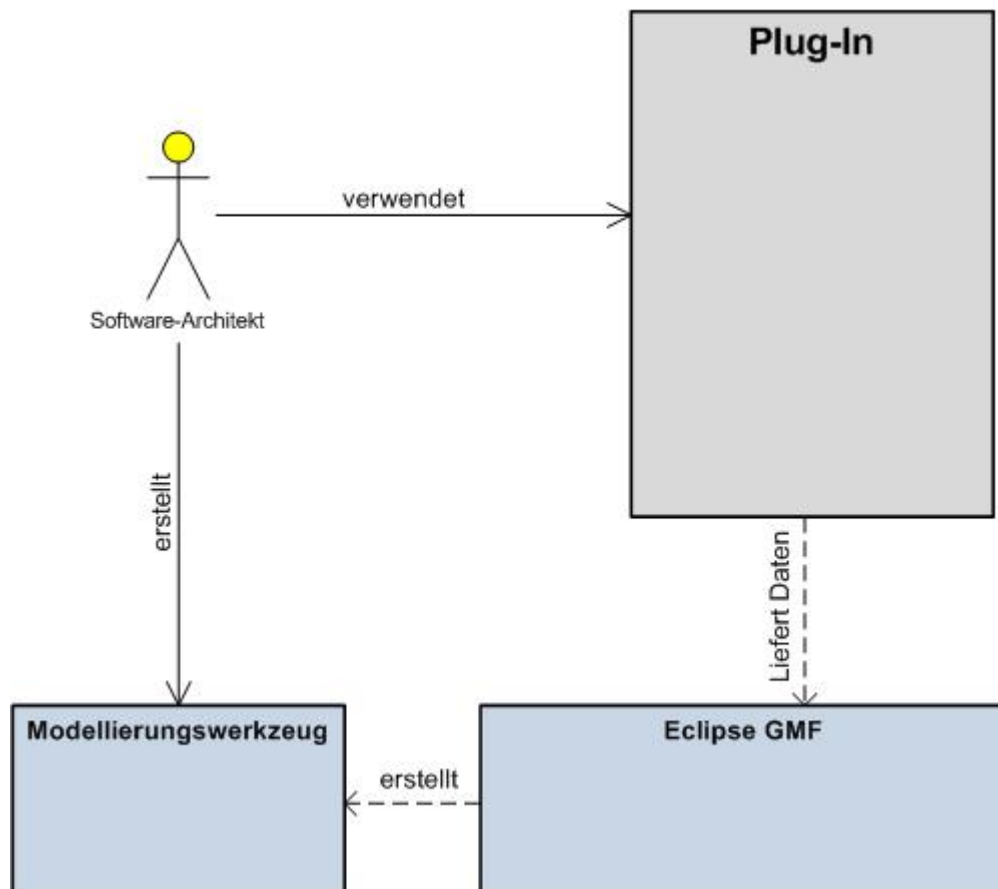 Plug-In
verwendet
Software-Architekt
erstellt
Liefert Daten
Modellierungswerkzeug
Eclipse GMF
erstellt